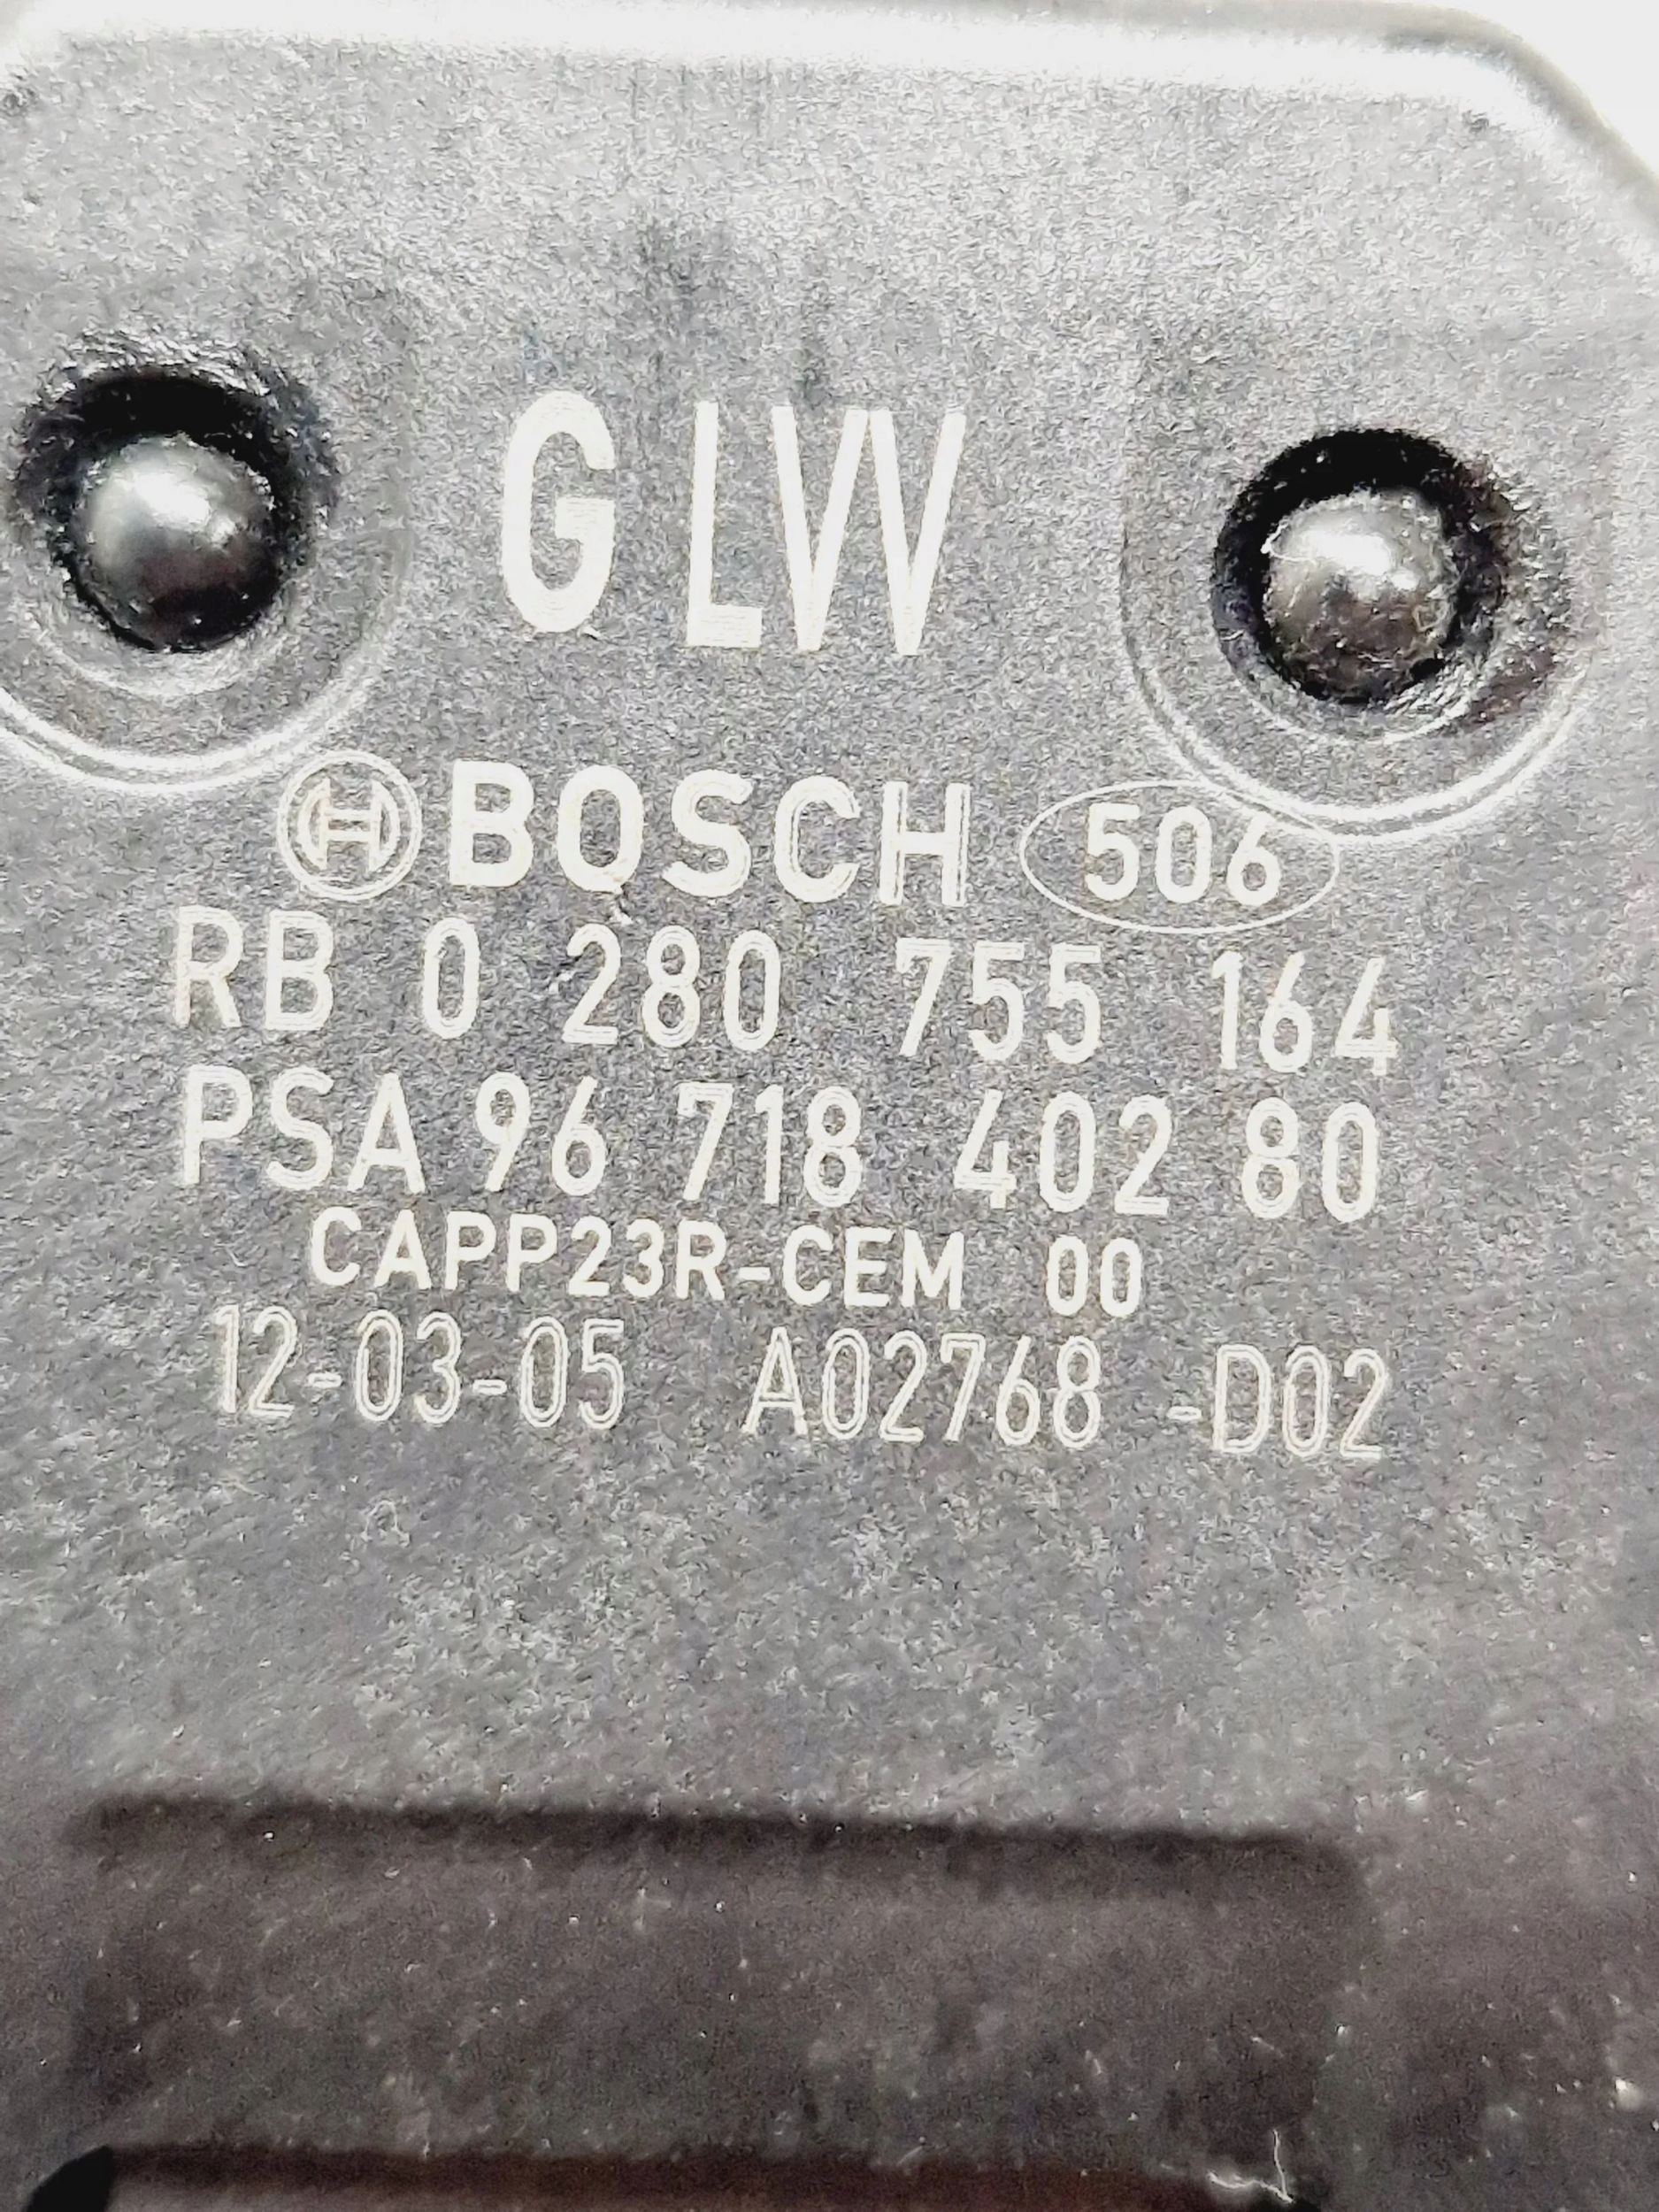 G LW
BOSCH 506
RB 0 280 755 164
PSA 96 718 402 80
CAPP23R-CEM 00
12-03-05 A02768 -D02